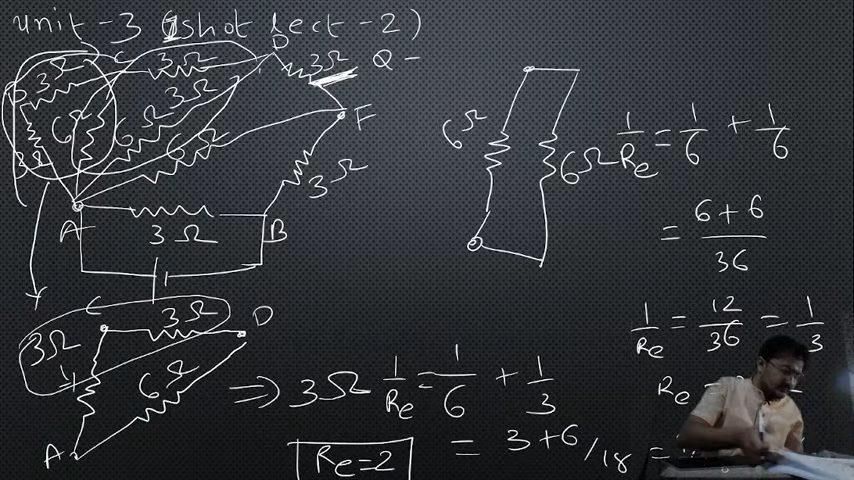 unit -3 (1shot lect -2)
D
3Ω
Q -
C
3Ω
3Ω
3Ω
6Ω
6Ω
3Ω
6Ω
F
3Ω
A
3Ω
B
6Ω
6Ω
1/Re = 1/6 + 1/6
= 6+6/36
1/Re = 12/36 = 1/3
Re =
C
3Ω
D
3Ω
6Ω
A
⇒ 3Ω 1/Re = 1/6 + 1/3
= 3+6/18 =
Re=2